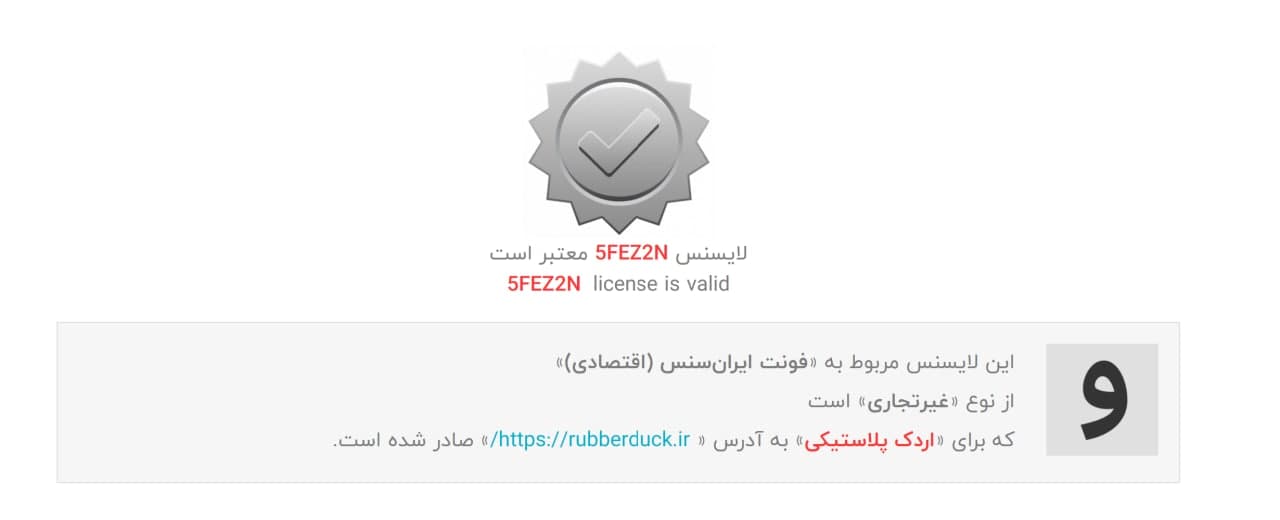 لایسنس 5FEZ2N معتبر است
5FEZ2N license is valid
این لایسنس مربوط به «فونت ایران‌سنس (اقتصادی)»
از نوع «غیرتجاری» است
که برای «اردک پلاستیکی» به آدرس « https://rubberduck.ir/» صادر شده است.
و